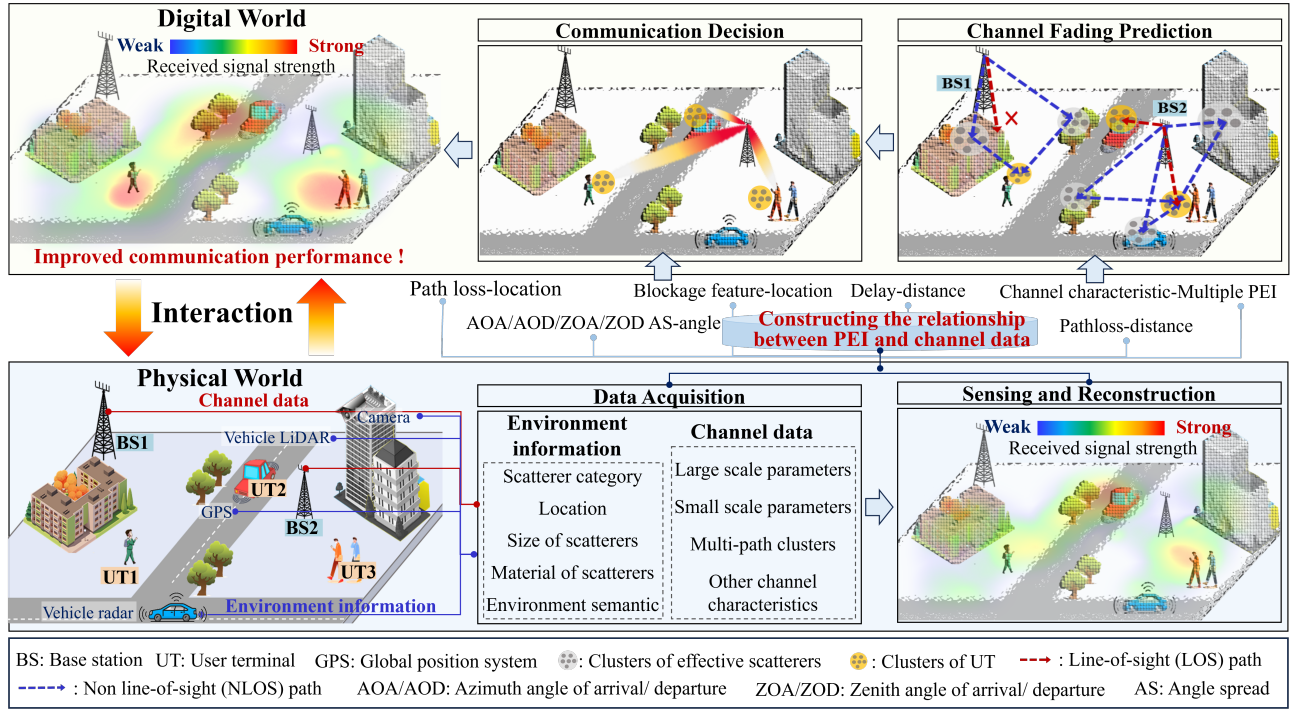 Digital World
Weak Strong
Received signal strength
Improved communication performance !
Communication Decision
Channel Fading Prediction
BS1
BS2
Interaction
Path loss-location
Blockage feature-location
Delay-distance
Channel characteristic-Multiple PEI
AOA/AOD/ZOA/ZOD AS-angle
Constructing the relationship
between PEI and channel data
Pathloss-distance
Physical World
Channel data
Camera
BS1
Vehicle LiDAR
UT2
GPS
BS2
UT1
UT3
Vehicle radar
Environment information
Data Acquisition
Environment
information
Scatterer category
Location
Size of scatterers
Material of scatterers
Environment semantic
Channel data
Large scale parameters
Small scale parameters
Multi-path clusters
Other channel
characteristics
Sensing and Reconstruction
Weak Strong
Received signal strength
BS: Base station UT: User terminal GPS: Global position system : Clusters of effective scatterers : Clusters of UT : Line-of-sight (LOS) path
: Non line-of-sight (NLOS) path AOA/AOD: Azimuth angle of arrival/ departure ZOA/ZOD: Zenith angle of arrival/ departure AS: Angle spread